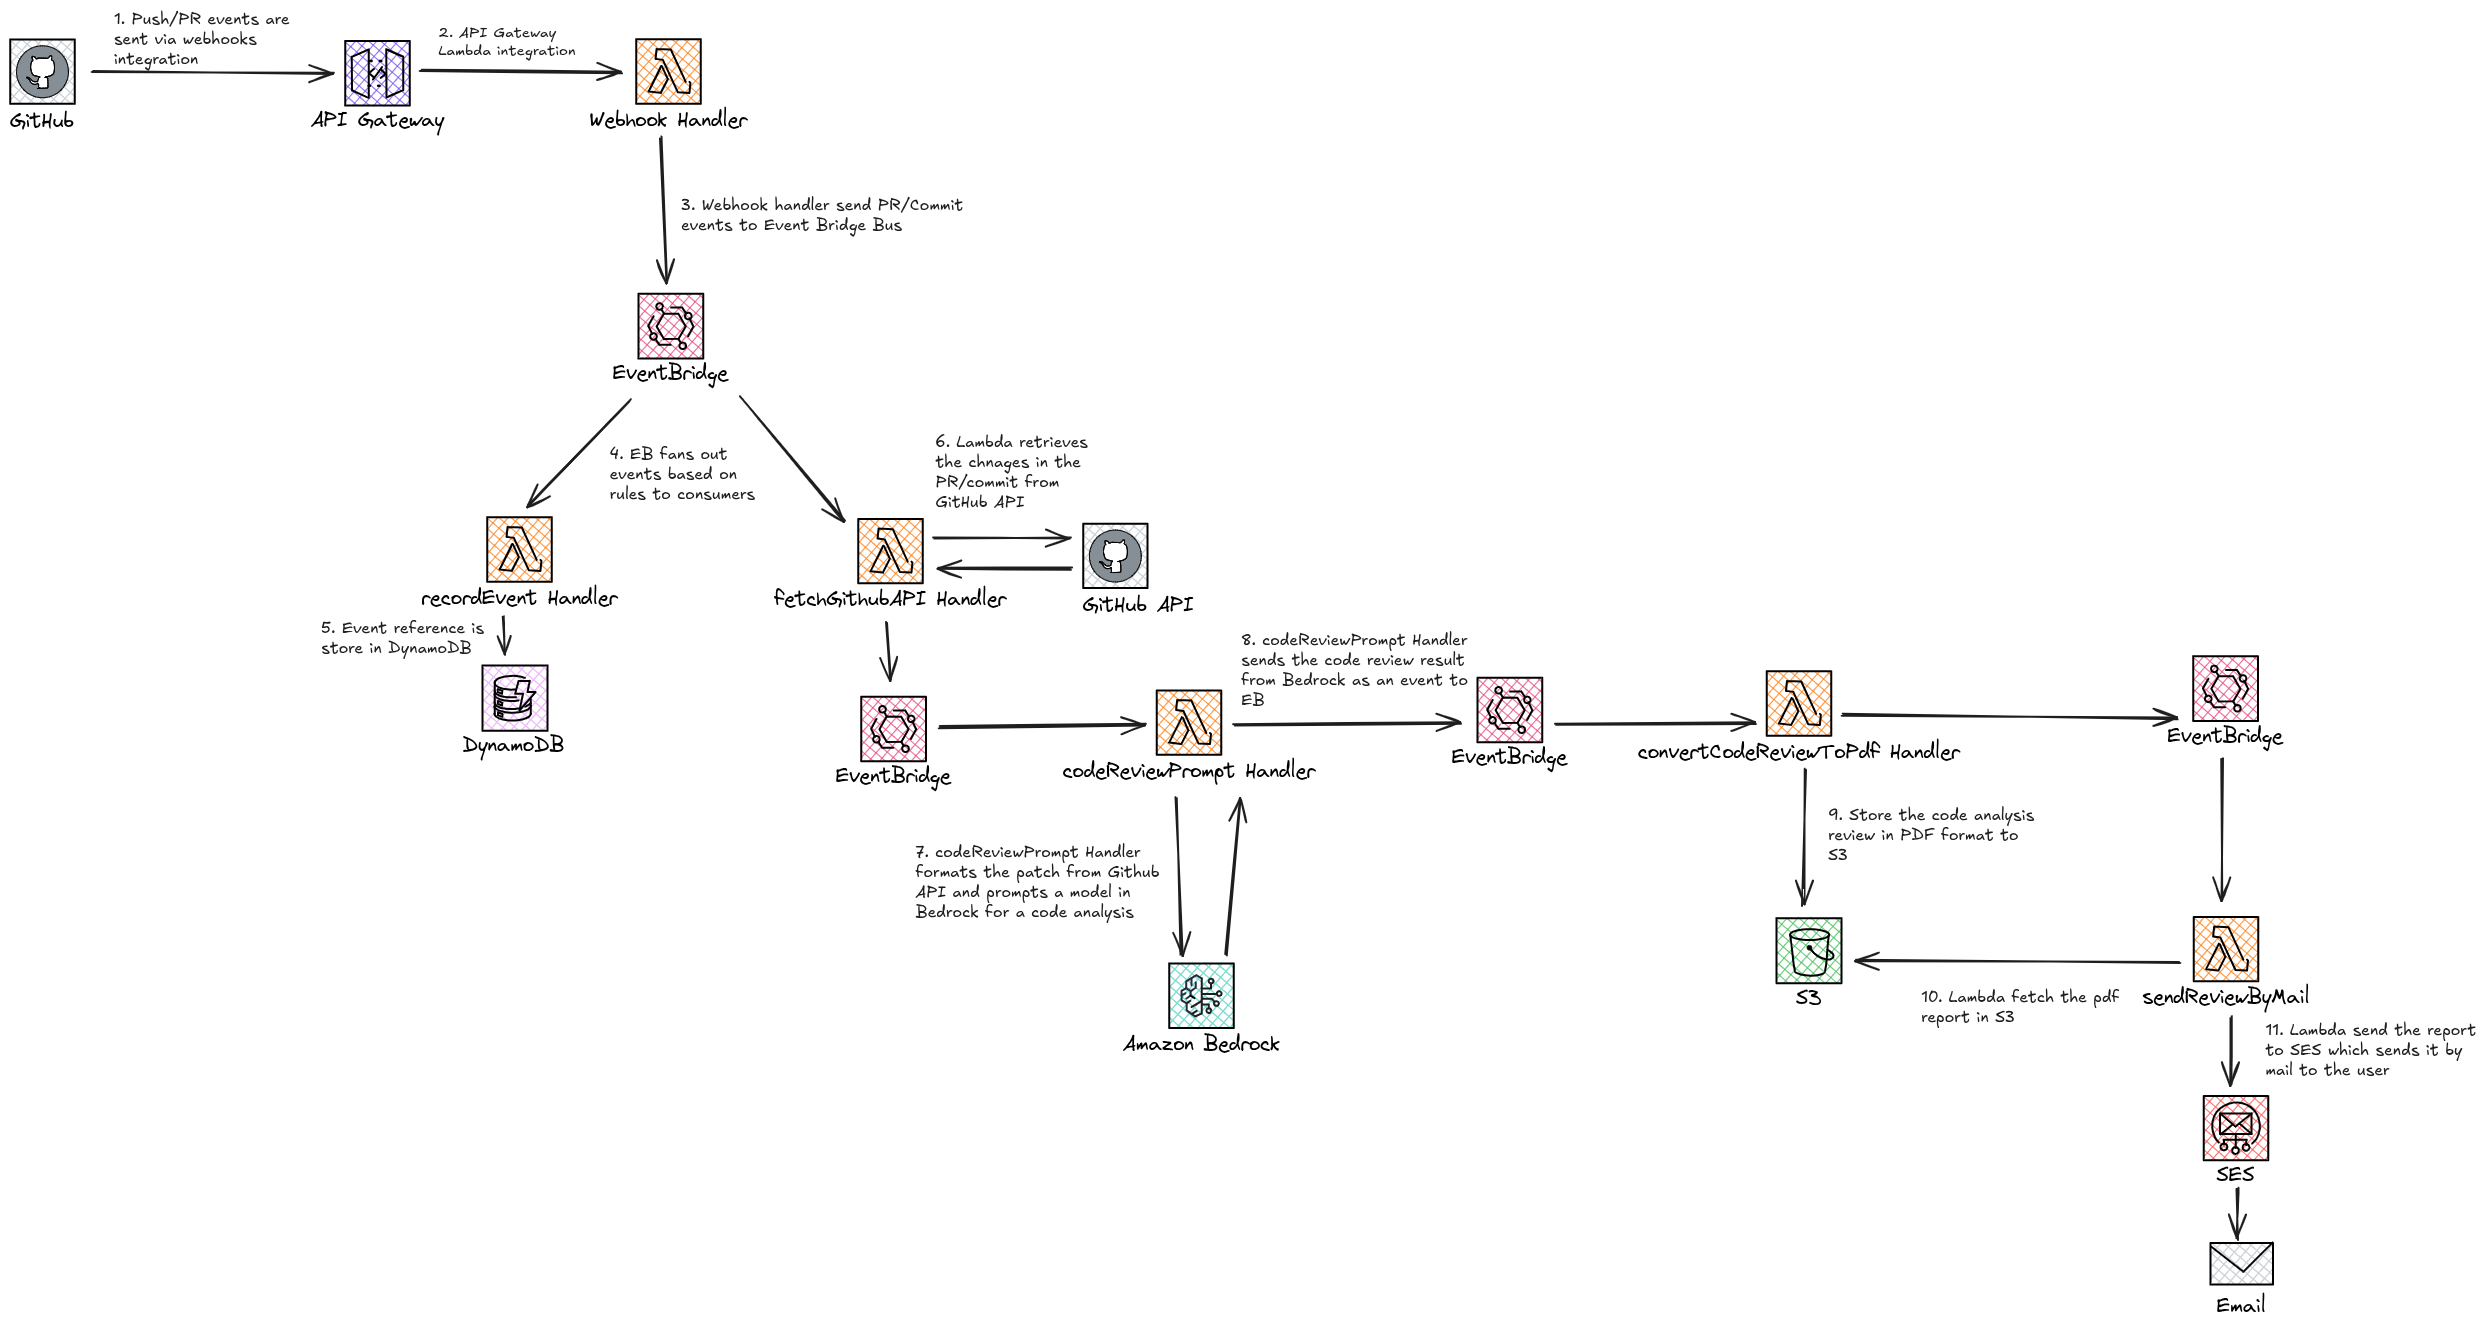 1. Push/PR events are
sent via webhooks
integration
2. API Gateway
Lambda integration
GitHub
API Gateway
Webhook Handler
3. Webhook handler send PR/Commit
events to Event Bridge Bus
EventBridge
4. EB fans out
events based on
rules to consumers
6. Lambda retrieves
the chnages in the
PR/commit from
GitHub API
recordEvent Handler
fetchGithubAPI Handler
GitHub API
5. Event reference is
store in DynamoDB
DynamoDB
EventBridge
8. codeReviewPrompt Handler
sends the code review result
from Bedrock as an event to
EB
codeReviewPrompt Handler
EventBridge
convertCodeReviewToPdf Handler
EventBridge
7. codeReviewPrompt Handler
formats the patch from Github
API and prompts a model in
Bedrock for a code analysis
Amazon Bedrock
9. Store the code analysis
review in PDF format to
S3
S3
10. Lambda fetch the pdf
report in S3
sendReviewByMail
11. Lambda send the report
to SES which sends it by
mail to the user
SES
Email